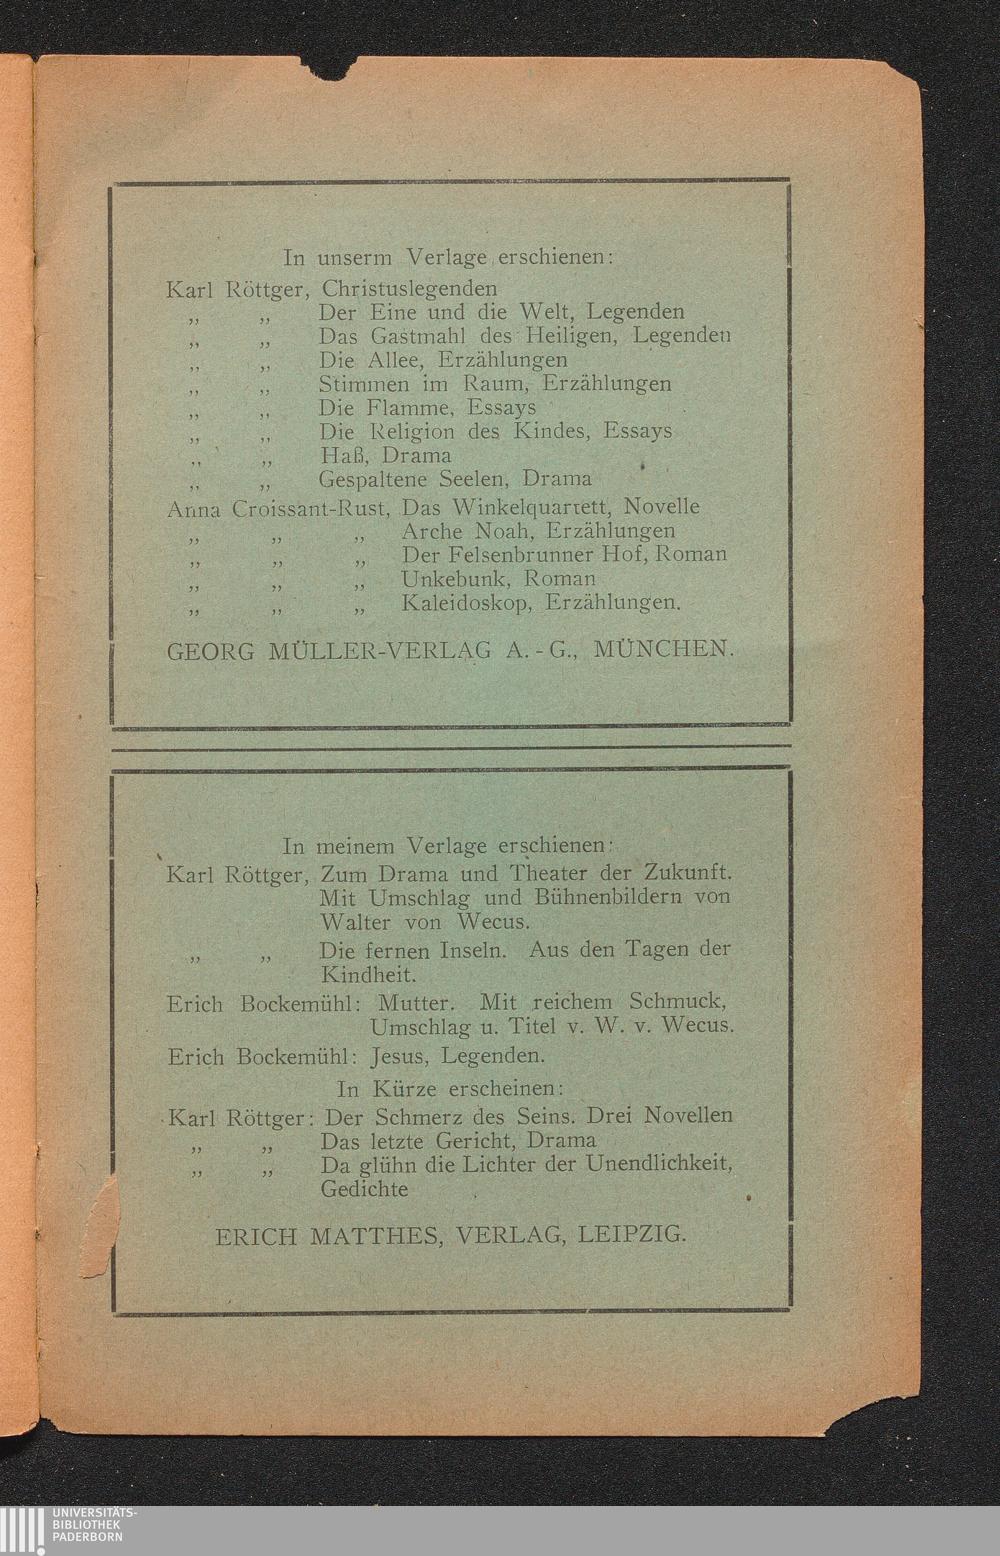 In unserm Verlage erschienen:
Karl Röttger, Christuslegenden
„ „ Der Eine und die Welt, Legenden
„ „ Das Gastmahl des Heiligen, Legenden
„ „ Die Allee, Erzählungen
„ „ Stimmen im Raum, Erzählungen
„ „ Die Flamme, Essays
„ „ Die Religion des Kindes, Essays
„ „ Haß, Drama
„ „ Gespaltene Seelen, Drama
Anna Croissant-Rust, Das Winkelquartett, Novelle
„ „ „ Arche Noah, Erzählungen
„ „ „ Der Felsenbrunner Hof, Roman
„ „ „ Unkebunk, Roman
„ „ „ Kaleidoskop, Erzählungen.
GEORG MÜLLER-VERLAG A.-G., MÜNCHEN.
In meinem Verlage erschienen:
Karl Röttger, Zum Drama und Theater der Zukunft.
Mit Umschlag und Bühnenbildern von
Walter von Wecus.
„ „ Die fernen Inseln. Aus den Tagen der
Kindheit.
Erich Bockemühl: Mutter. Mit reichem Schmuck,
Umschlag u. Titel v. W. v. Wecus.
Erich Bockemühl: Jesus, Legenden.
In Kürze erscheinen:
Karl Röttger: Der Schmerz des Seins. Drei Novellen
„ „ Das letzte Gericht, Drama
„ „ Da glühn die Lichter der Unendlichkeit,
Gedichte
ERICH MATTHES, VERLAG, LEIPZIG.
UNIVERSITÄTS-
BIBLIOTHEK
PADERBORN